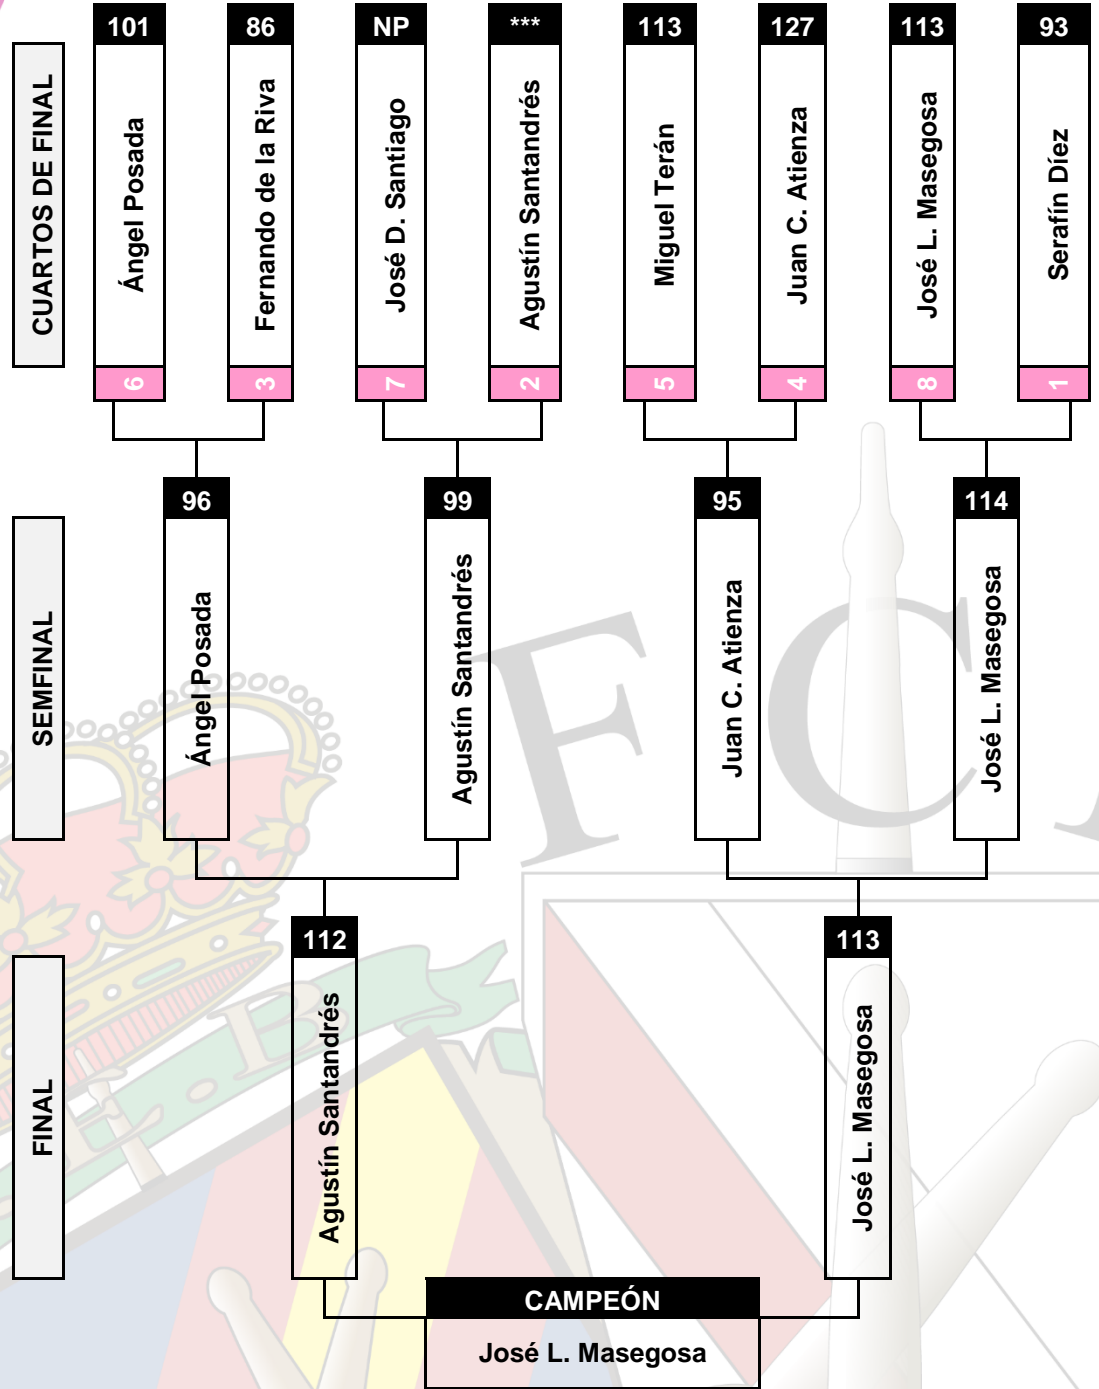 101 86 NP *** 113 127 113 93
CUARTOS DE FINAL
Ángel Posada
Fernando de la Riva
José D. Santiago
Agustín Santandrés
Miguel Terán
Juan C. Atienza
José L. Masegosa
Serafín Díez
6 3 7 2 5 4 8 1
96 99 95 114
SEMFINAL
Ángel Posada
Agustín Santandrés
Juan C. Atienza
José L. Masegosa
F C
112 113
FINAL
Agustín Santandrés
José L. Masegosa
CAMPEÓN
José L. Masegosa